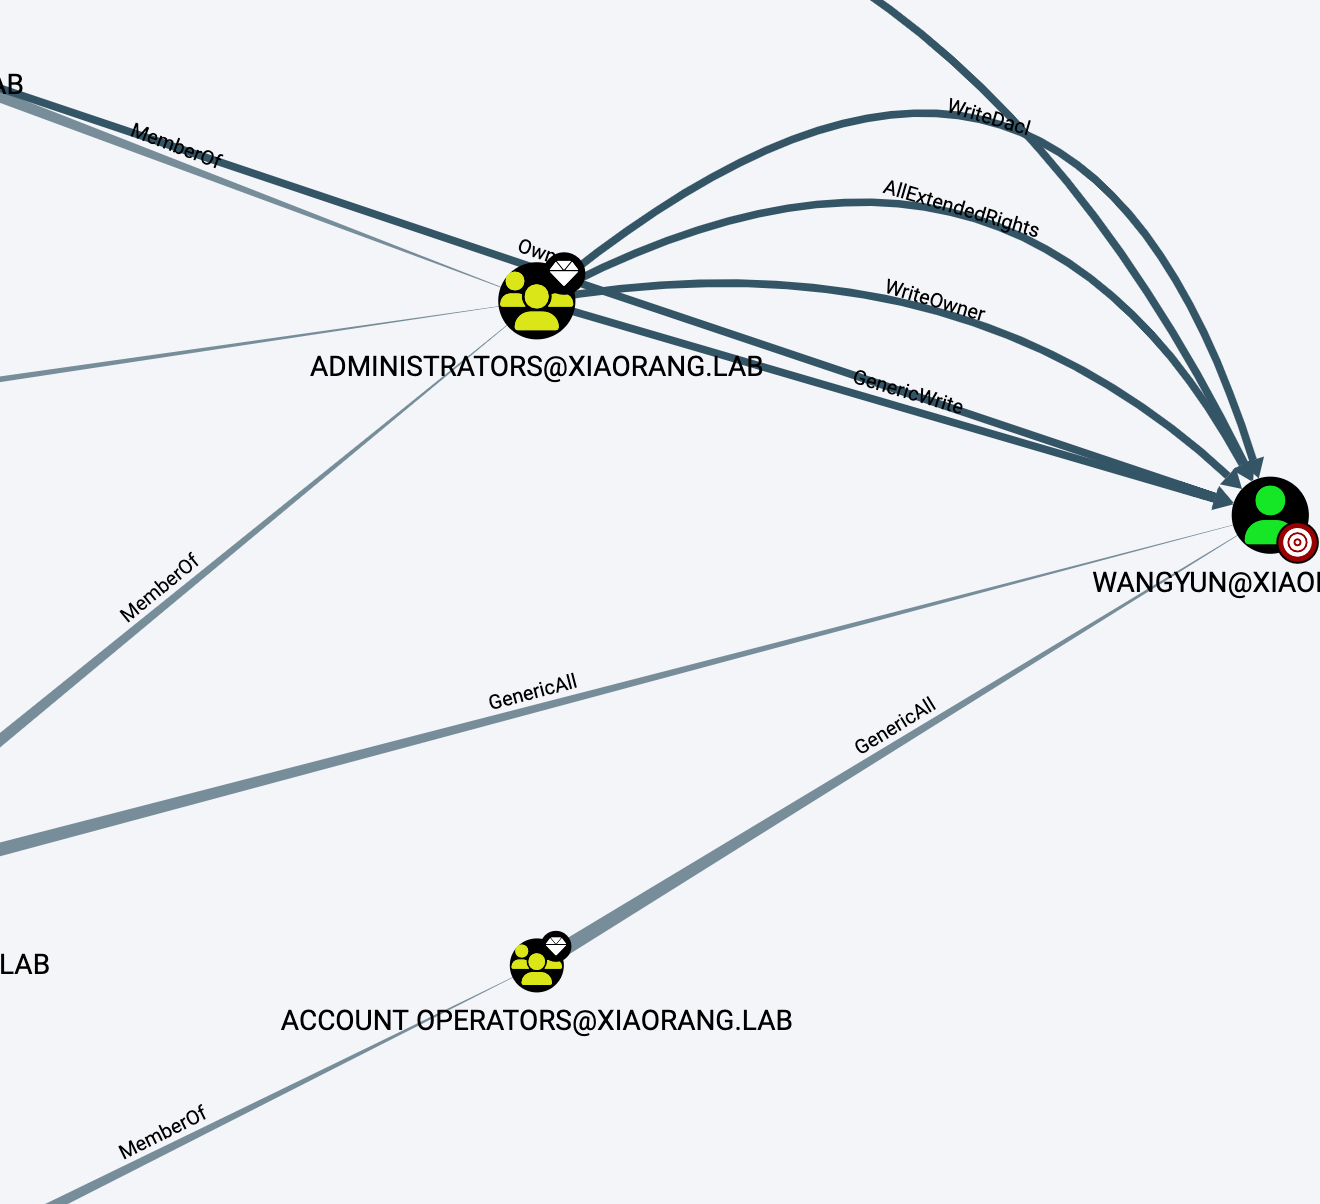 AB
MemberOf
WriteDacl
AllExtendedRights
Own
WriteOwner
ADMINISTRATORS@XIAORANG.LAB
GenericWrite
MemberOf
WANGYUN@XIAO
GenericAll
GenericAll
LAB
ACCOUNT OPERATORS@XIAORANG.LAB
MemberOf